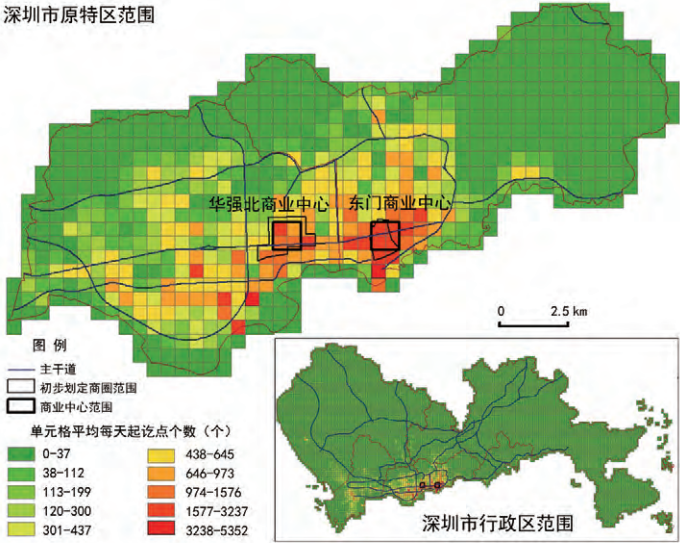 深圳市原特区范围
华强北商业中心
东门商业中心
0 2.5 km
图 例
主干道
初步划定商圈范围
商业中心范围
单元格平均每天起讫点个数（个）
0-37
38-112
113-199
120-300
301-437
438-645
646-973
974-1576
1577-3237
3238-5352
深圳市行政区范围